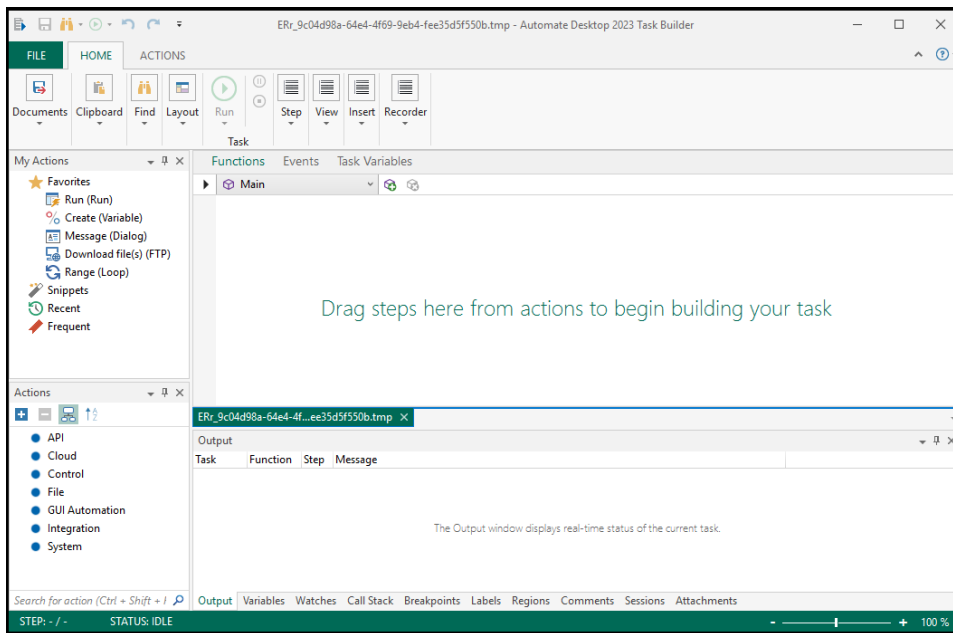 ERr_9c04d98a-64e4-4f69-9eb4-fee35d5f550b.tmp - Automate Desktop 2023 Task Builder
FILE HOME ACTIONS
Documents Clipboard Find Layout Run Step View Insert Recorder
Task
My Actions
Favorites
Run (Run)
Create (Variable)
Message (Dialog)
Download file(s) (FTP)
Range (Loop)
Snippets
Recent
Frequent
Functions Events Task Variables
Main
Drag steps here from actions to begin building your task
Actions
API
Cloud
Control
File
GUI Automation
Integration
System
Search for action (Ctrl + Shift +
ERr_9c04d98a-64e4-4f...ee35d5f550b.tmp
Output
Task Function Step Message
The Output window displays real-time status of the current task.
Output Variables Watches Call Stack Breakpoints Labels Regions Comments Sessions Attachments
STEP: - / - STATUS: IDLE 100 %